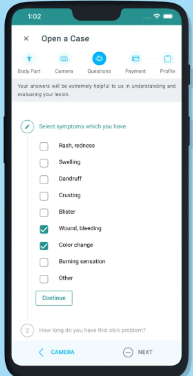 1:02
Open a Case
Body Part Camera Questions Payment Profile
Your answers will be extremely helpful to us in understanding and
evaluating your lesion.
Select symptoms which you have
Rash, redness
Swelling
Dandruff
Crusting
Blister
Wound, bleeding
Color change
Burning sensation
Other
Continue
2 How long do you have this skin problem?
CAMERA NEXT